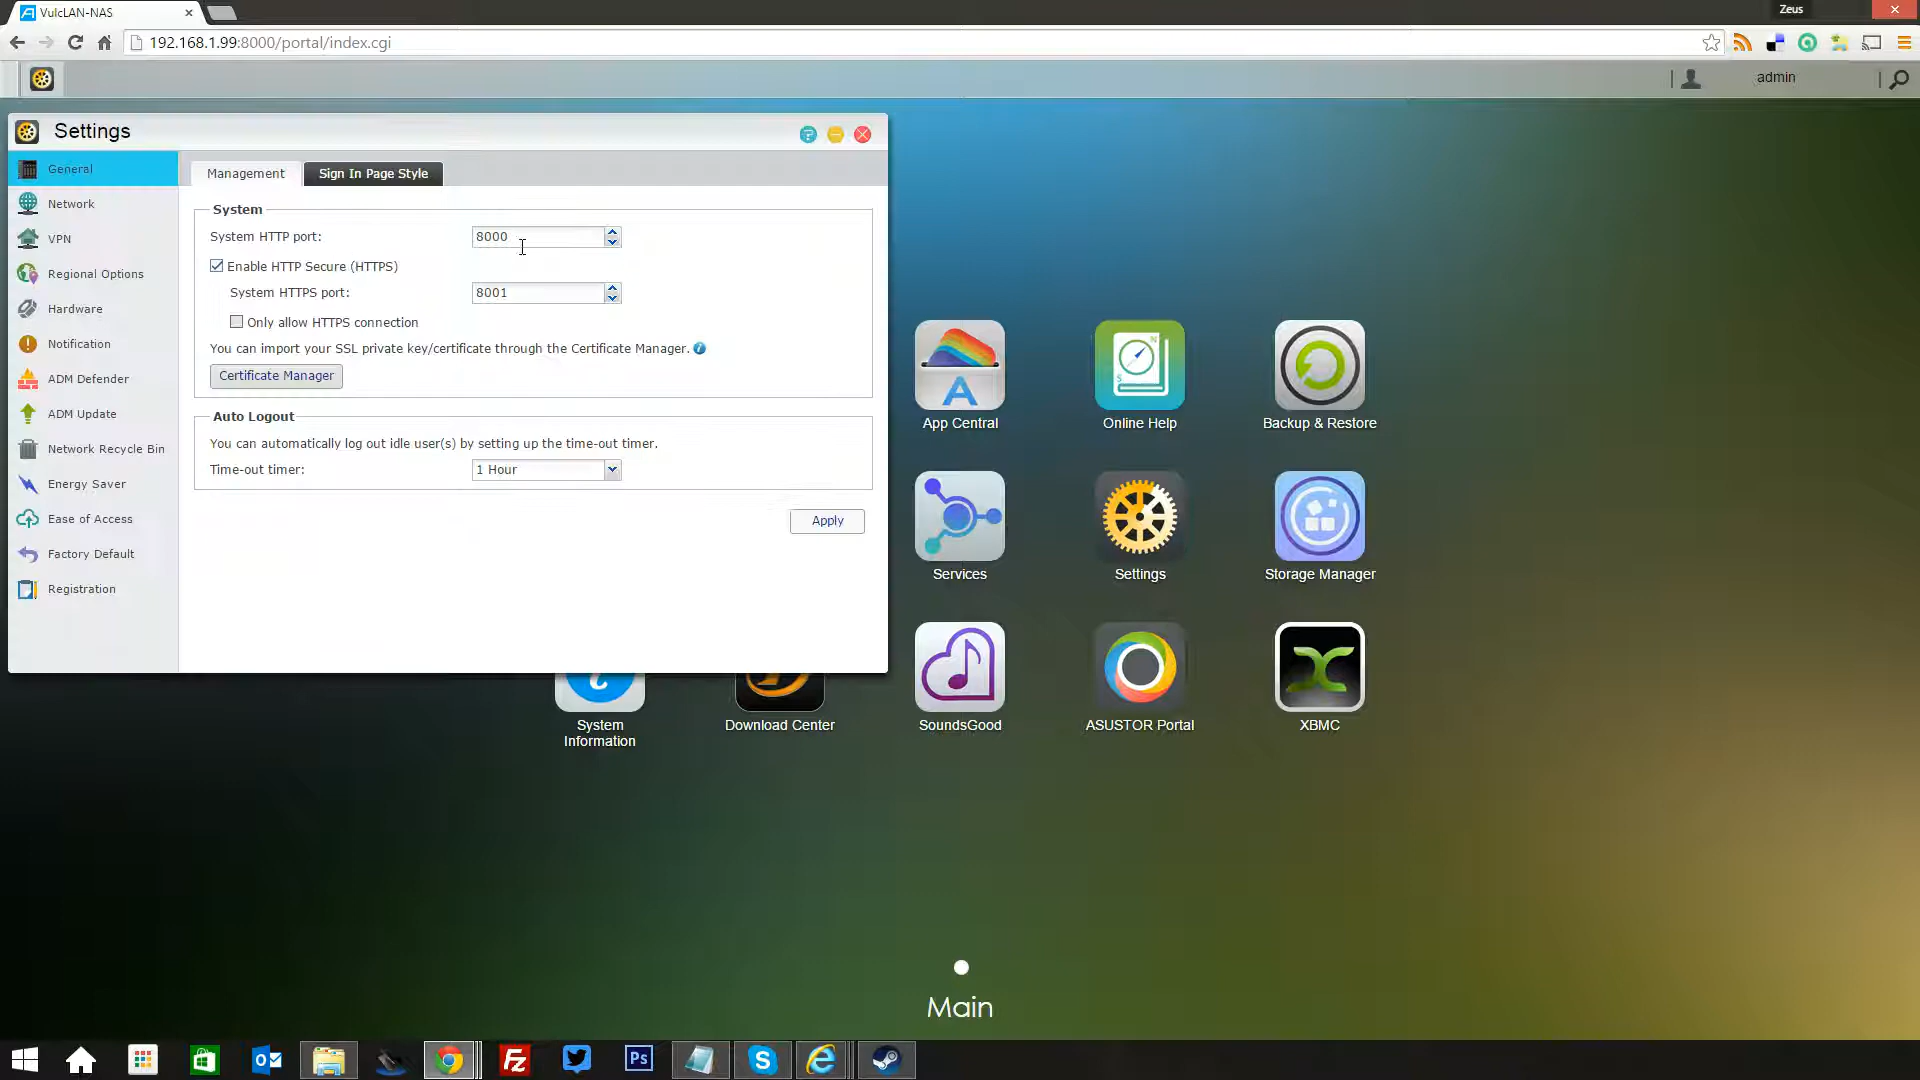 VulcLAN-NAS
Zeus
192.168.1.99:8000/portal/index.cgi
admin
Settings
General
Network
VPN
Regional Options
Hardware
Notification
ADM Defender
ADM Update
Network Recycle Bin
Energy Saver
Ease of Access
Factory Default
Registration
Management
Sign In Page Style
System
System HTTP port: 8000
Enable HTTP Secure (HTTPS)
System HTTPS port: 8001
Only allow HTTPS connection
You can import your SSL private key/certificate through the Certificate Manager.
Certificate Manager
Auto Logout
You can automatically log out idle user(s) by setting up the time-out timer.
Time-out timer: 1 Hour
Apply
App Central
Online Help
Backup & Restore
Services
Settings
Storage Manager
System
Information
Download Center
SoundsGood
ASUSTOR Portal
XBMC
Main
Ps